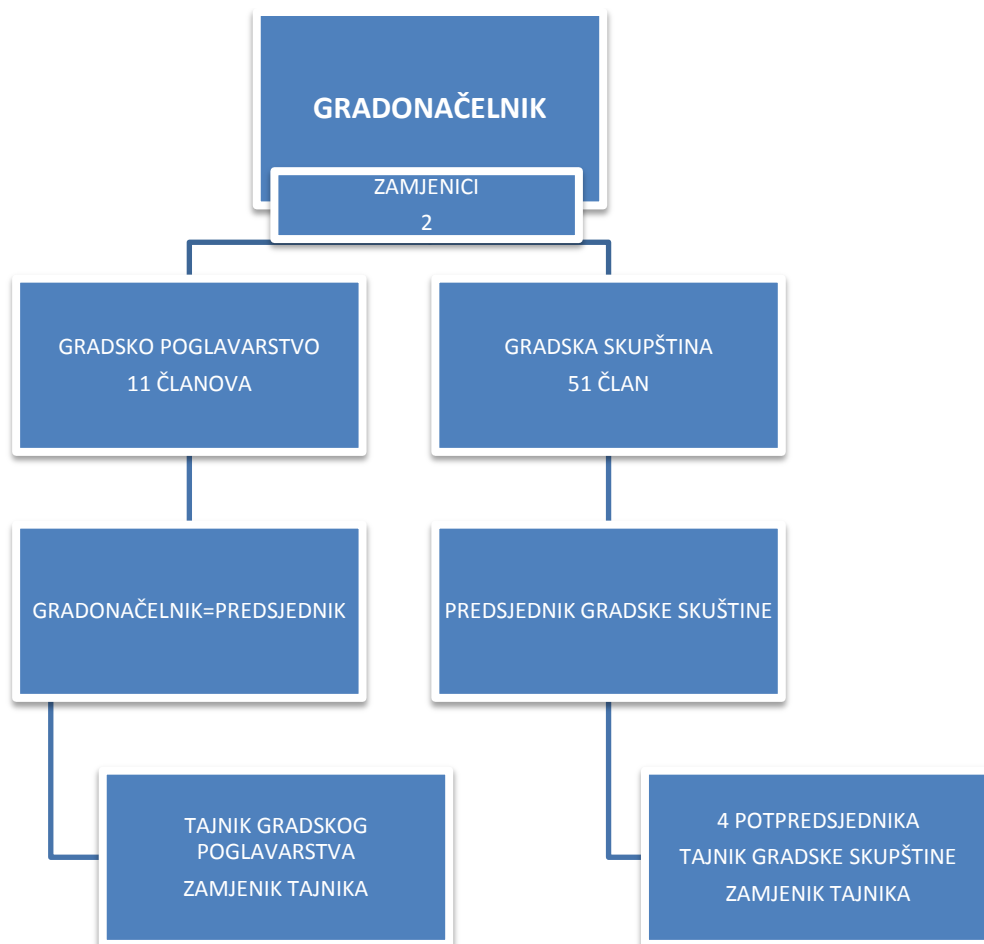 GRADONAČELNIK
ZAMJENICI
2
GRADSKO POGLAVARSTVO
11 ČLANOVA
GRADSKA SKUPŠTINA
51 ČLAN
GRADONAČELNIK=PREDSJEDNIK
PREDSJEDNIK GRADSKE SKUŠTINE
TAJNIK GRADSKOG
POGLAVARSTVA
ZAMJENIK TAJNIKA
4 POTPREDSJEDNIKA
TAJNIK GRADSKE SKUPŠTINE
ZAMJENIK TAJNIKA